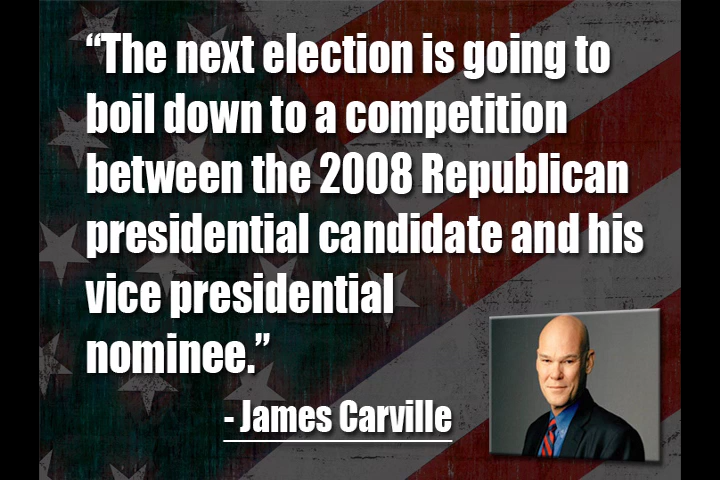 “The next election is going to
boil down to a competition
between the 2008 Republican
presidential candidate and his
vice presidential
nominee.”
- James Carville